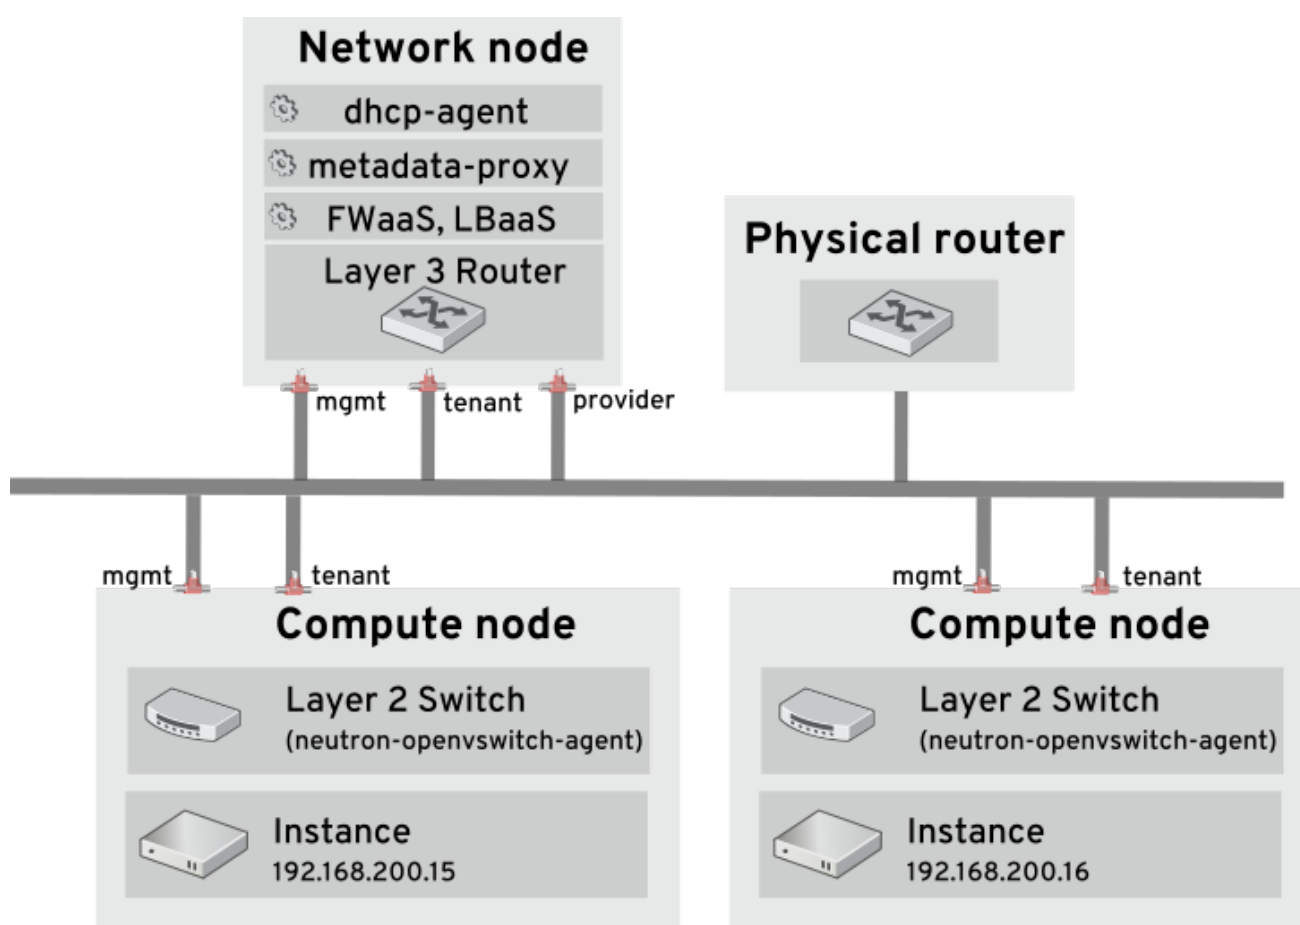 Network node
dhcp-agent
metadata-proxy
FWaaS, LBaaS
Layer 3 Router
Physical router
mgmt
tenant
provider
mgmt
tenant
mgmt
tenant
Compute node
Layer 2 Switch
(neutron-openvswitch-agent)
Instance
192.168.200.15
Compute node
Layer 2 Switch
(neutron-openvswitch-agent)
Instance
192.168.200.16